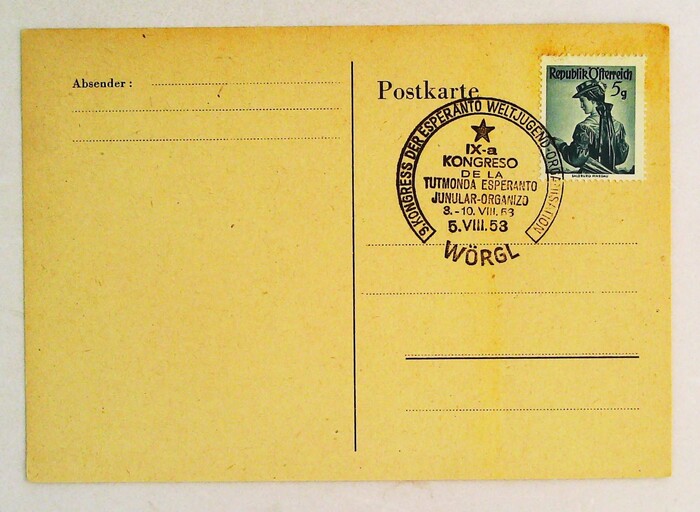 Absender :
Postkarte
Republik Österreich
5g
9. KONGRESS DER ESPERANTO WELTJUGEND-ORGANISATION
IX-a
KONGRESO
DE LA
TUTMONDA ESPERANTO
JUNULAR-ORGANIZO
3.-10. VIII. 53
5. VIII. 53
WÖRGL